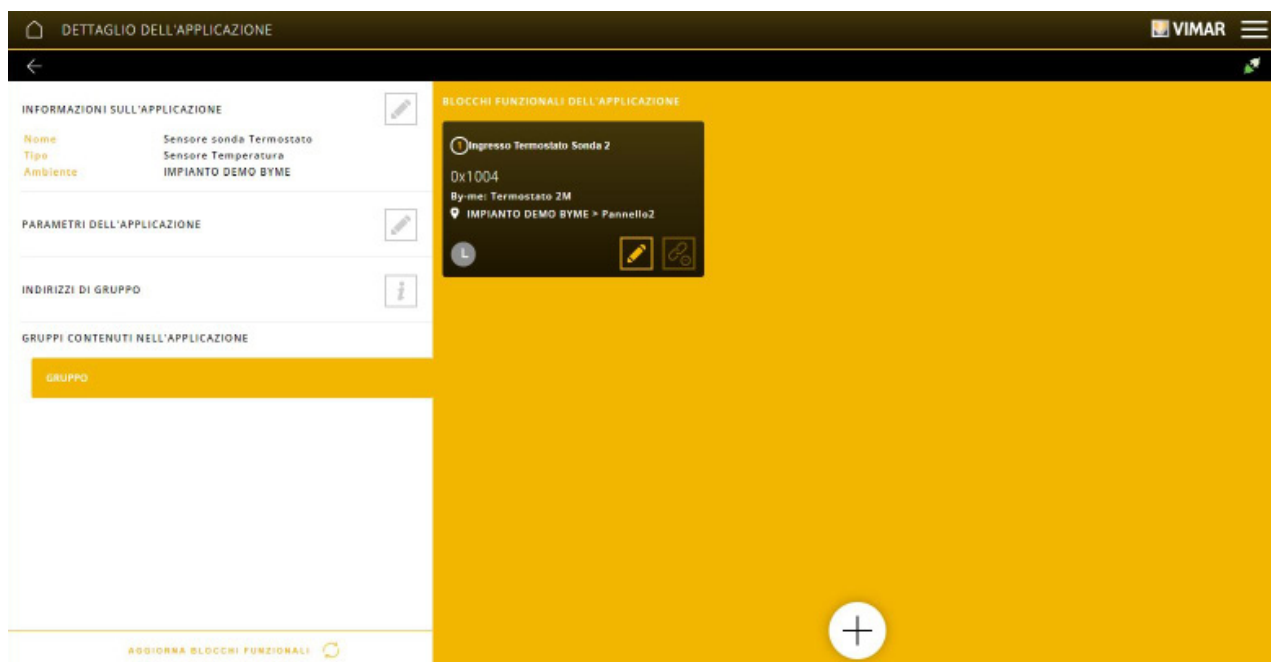 DETTAGLIO DELL'APPLICAZIONE
VIMAR
INFORMAZIONI SULL'APPLICAZIONE
Nome Sensore sonda Termostato
Tipo Sensore Temperatura
Ambiente IMPIANTO DEMO BYME
PARAMETRI DELL'APPLICAZIONE
INDIRIZZI DI GRUPPO
i
GRUPPI CONTENUTI NELL'APPLICAZIONE
GRUPPO
AGGIORNA BLOCCHI FUNZIONALI
BLOCCHI FUNZIONALI DELL'APPLICAZIONE
1 Ingresso Termostato Sonda 2
0x1004
By-me: Termostato 2M
IMPIANTO DEMO BYME > Pannello2
L